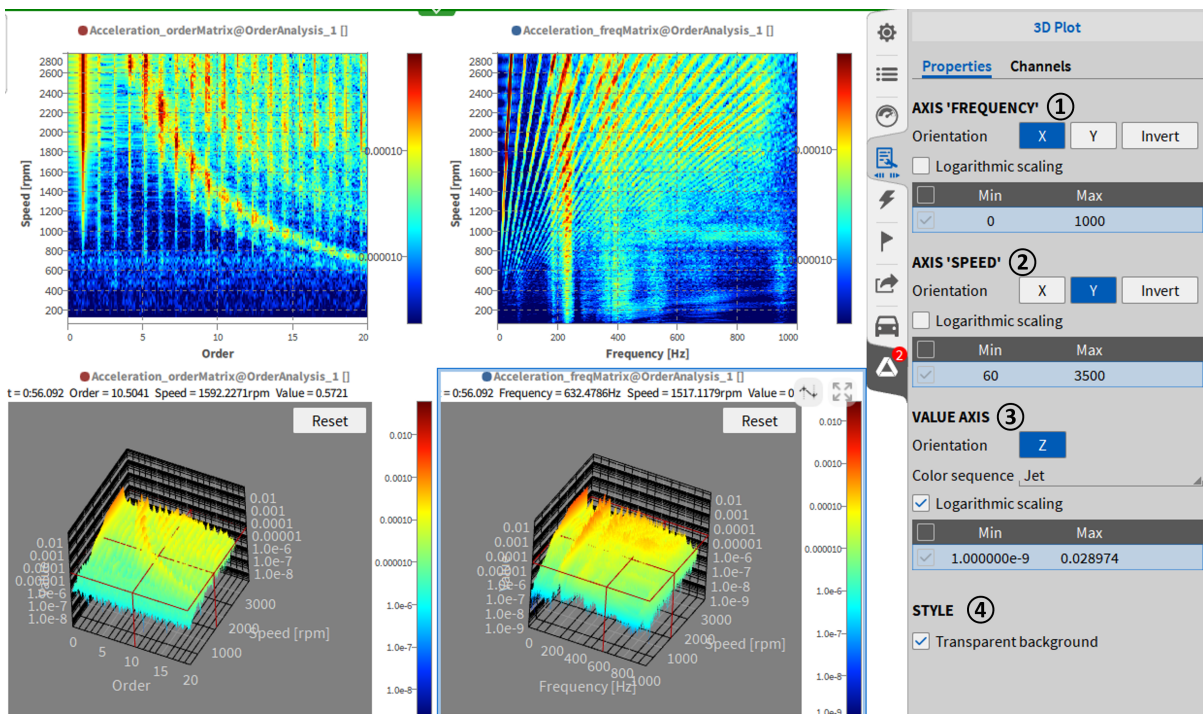 Acceleration_orderMatrix@OrderAnalysis_1 []
2800
2600
2400
2200
2000
1800
1600
1400
1200
1000
800
600
400
200
Speed [rpm]
0 5 10 15 20
Order
0.00010
0.000010
Acceleration_freqMatrix@OrderAnalysis_1 []
2800
2600
2400
2200
2000
1800
1600
1400
1200
1000
800
600
400
200
Speed [rpm]
0 200 400 600 800 1000
Frequency [Hz]
0.00010
0.000010
Acceleration_orderMatrix@OrderAnalysis_1 []
t = 0:56.092 Order = 10.5041 Speed = 1592.2271rpm Value = 0.5721
Reset
0.01
0.001
0.0001
0.00001
1.0e-6
1.0e-7
1.0e-8
0.01
0.001
0.0001
0.00001
1.0e-6
1.0e-7
1.0e-8
3000
2000
1000
Speed [rpm]
0
5
10
15
20
Order
0.010
0.0010
0.00010
0.000010
1.0e-6
1.0e-7
1.0e-8
Acceleration_freqMatrix@OrderAnalysis_1 []
= 0:56.092 Frequency = 632.4786Hz Speed = 1517.1179rpm Value = 0
Reset
0.01
0.001
0.0001
0.00001
1.0e-6
1.0e-7
1.0e-8
1.0e-9
0.01
0.001
0.0001
0.00001
1.0e-6
1.0e-7
1.0e-8
1.0e-9
3000
2000
1000
Speed [rpm]
0
200
400
600
800
1000
Frequency [Hz]
0.010
0.0010
0.00010
0.000010
1.0e-6
1.0e-7
1.0e-8
1.0e-9
2
3D Plot
Properties Channels
AXIS 'FREQUENCY' ①
Orientation X Y Invert
Logarithmic scaling
Min Max
0 1000
AXIS 'SPEED' ②
Orientation X Y Invert
Logarithmic scaling
Min Max
60 3500
VALUE AXIS ③
Orientation Z
Color sequence Jet
Logarithmic scaling
Min Max
1.000000e-9 0.028974
STYLE ④
Transparent background